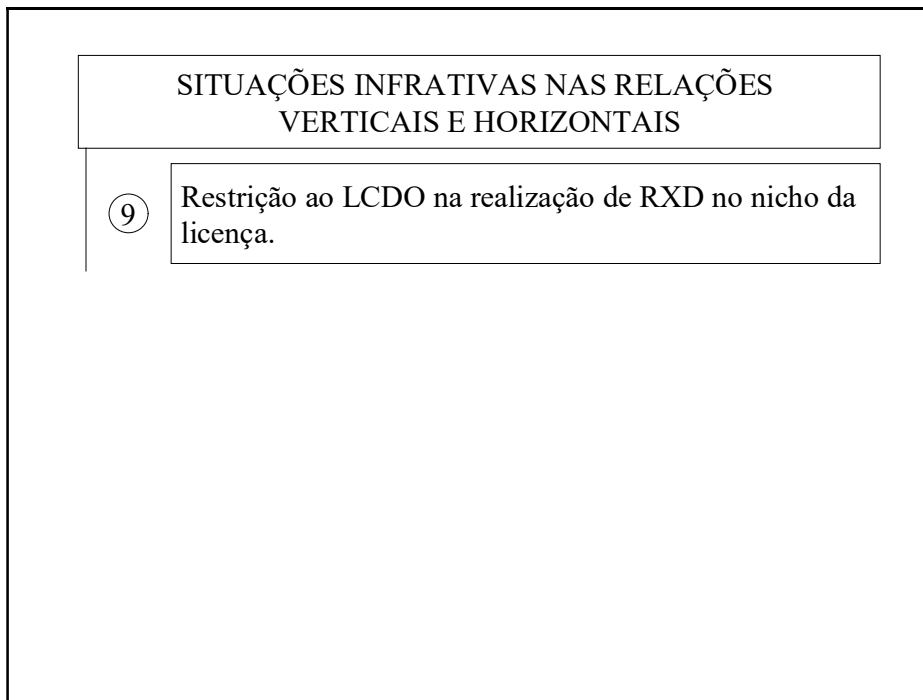 SITUAÇÕES INFRATIVAS NAS RELAÇÕES
VERTICAIS E HORIZONTAIS
9
Restrição ao LCDO na realização de RXD no nicho da
licença.